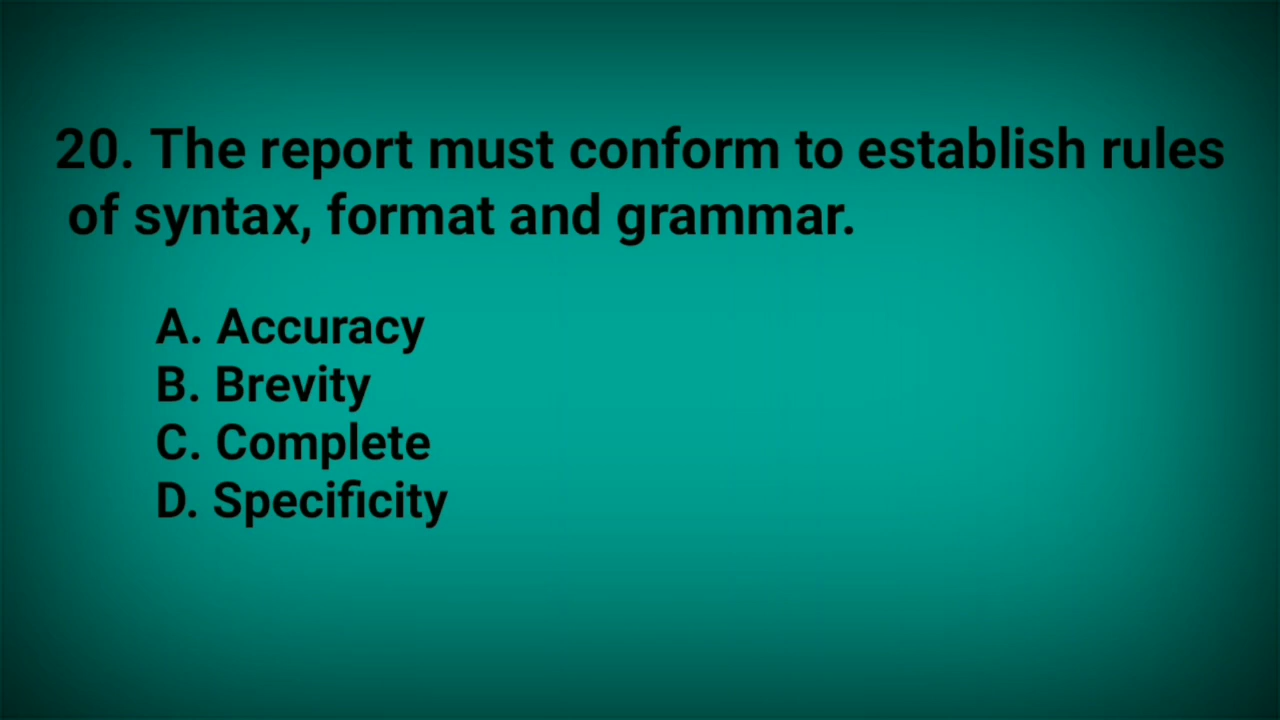 20. The report must conform to establish rules
of syntax, format and grammar.
A. Accuracy
B. Brevity
C. Complete
D. Specificity